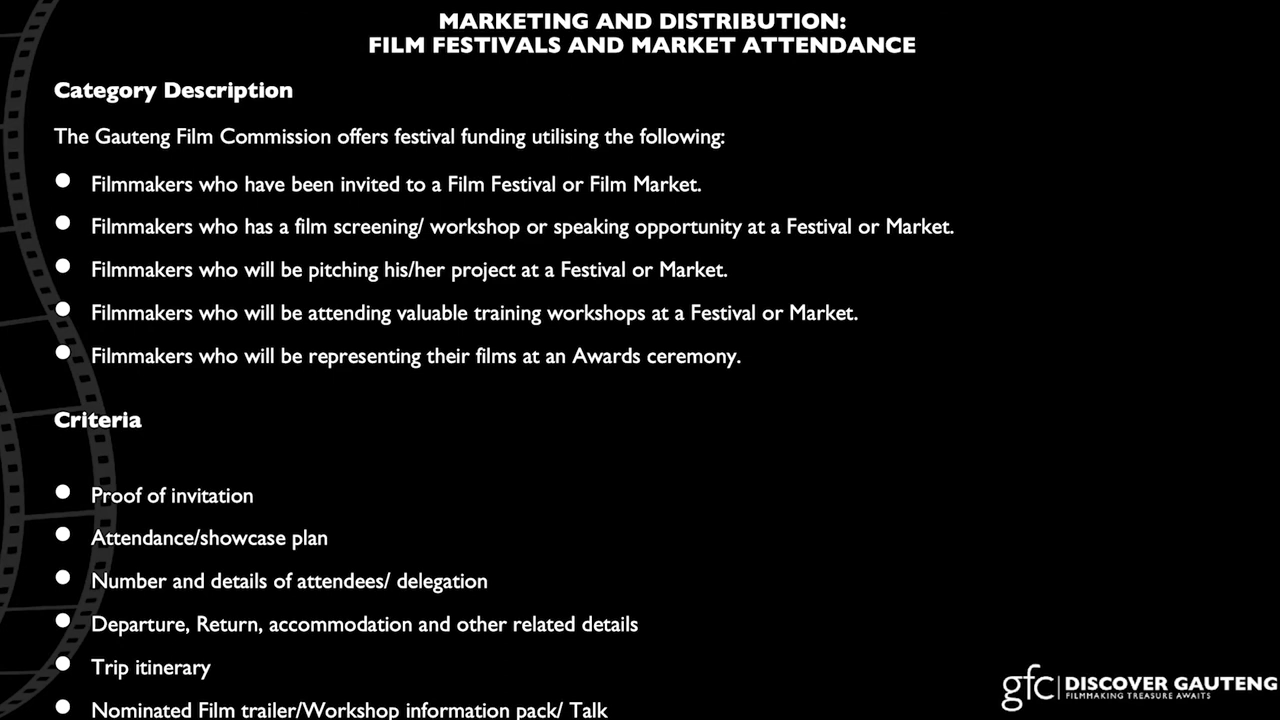 MARKETING AND DISTRIBUTION:
FILM FESTIVALS AND MARKET ATTENDANCE
Category Description
The Gauteng Film Commission offers festival funding utilising the following:
● Filmmakers who have been invited to a Film Festival or Film Market.
● Filmmakers who has a film screening/ workshop or speaking opportunity at a Festival or Market.
● Filmmakers who will be pitching his/her project at a Festival or Market.
● Filmmakers who will be attending valuable training workshops at a Festival or Market.
● Filmmakers who will be representing their films at an Awards ceremony.
Criteria
● Proof of invitation
● Attendance/showcase plan
● Number and details of attendees/ delegation
● Departure, Return, accommodation and other related details
● Trip itinerary
● Nominated Film trailer/Workshop information pack/ Talk
gfc DISCOVER GAUTENG
FILMMAKING TREASURE AWAITS